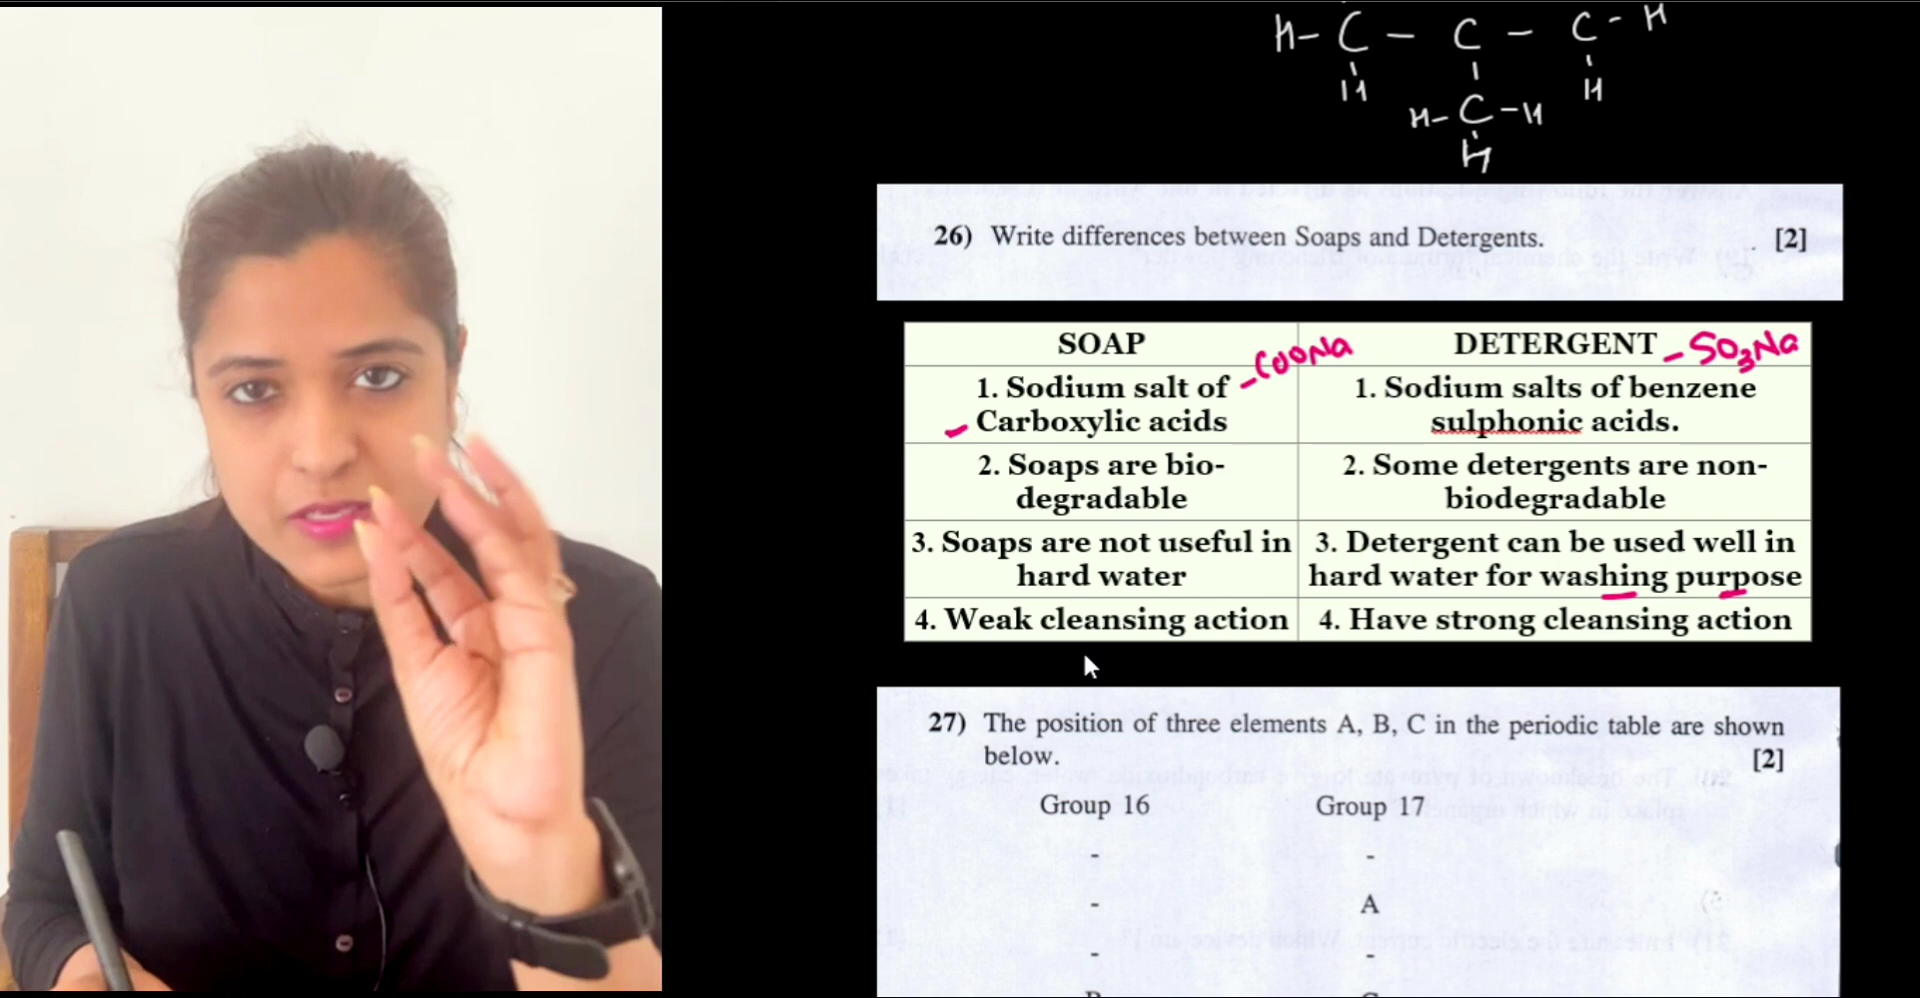 H- C - C - C - H
H
H
H- C -H
H
26) Write differences between Soaps and Detergents. [2]
SOAP
-COONa
DETERGENT
-SO₃Na
1. Sodium salt of
Carboxylic acids
1. Sodium salts of benzene
sulphonic acids.
2. Soaps are bio-
degradable
2. Some detergents are non-
biodegradable
3. Soaps are not useful in
hard water
3. Detergent can be used well in
hard water for washing purpose
4. Weak cleansing action
4. Have strong cleansing action
27) The position of three elements A, B, C in the periodic table are shown
below. [2]
Group 16 Group 17
- -
- A
- -